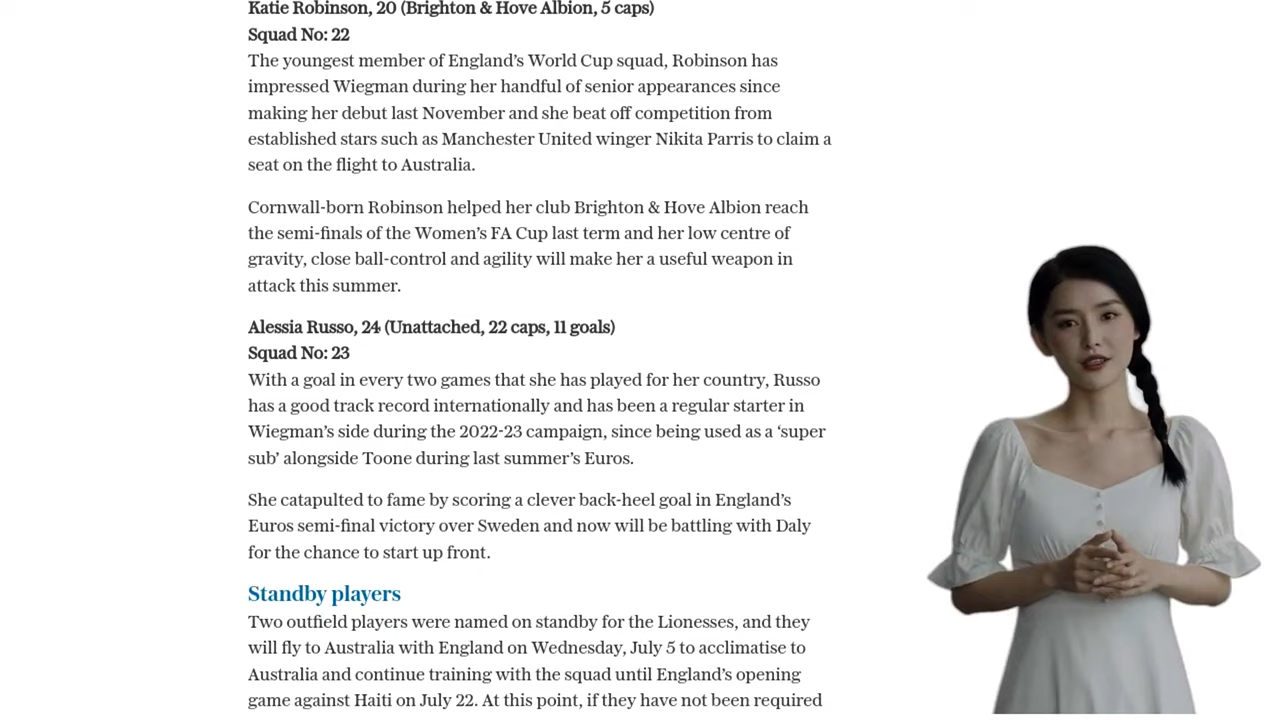 Katie Robinson, 20 (Brighton & Hove Albion, 5 caps)
Squad No: 22
The youngest member of England’s World Cup squad, Robinson has
impressed Wiegman during her handful of senior appearances since
making her debut last November and she beat off competition from
established stars such as Manchester United winger Nikita Parris to claim a
seat on the flight to Australia.
Cornwall-born Robinson helped her club Brighton & Hove Albion reach
the semi-finals of the Women’s FA Cup last term and her low centre of
gravity, close ball-control and agility will make her a useful weapon in
attack this summer.
Alessia Russo, 24 (Unattached, 22 caps, 11 goals)
Squad No: 23
With a goal in every two games that she has played for her country, Russo
has a good track record internationally and has been a regular starter in
Wiegman’s side during the 2022-23 campaign, since being used as a ‘super
sub’ alongside Toone during last summer’s Euros.
She catapulted to fame by scoring a clever back-heel goal in England’s
Euros semi-final victory over Sweden and now will be battling with Daly
for the chance to start up front.
Standby players
Two outfield players were named on standby for the Lionesses, and they
will fly to Australia with England on Wednesday, July 5 to acclimatise to
Australia and continue training with the squad until England’s opening
game against Haiti on July 22. At this point, if they have not been required